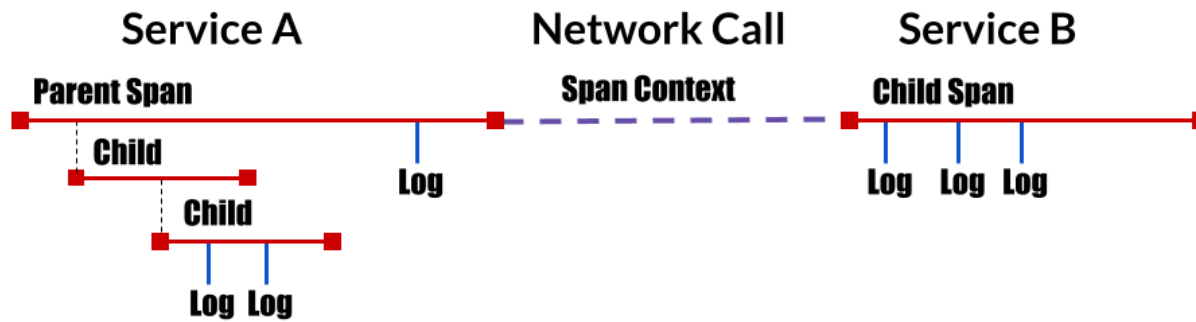 Service A
Network Call
Service B
Parent Span
Span Context
Child Span
Child
Log
Log
Log
Log
Child
Log
Log